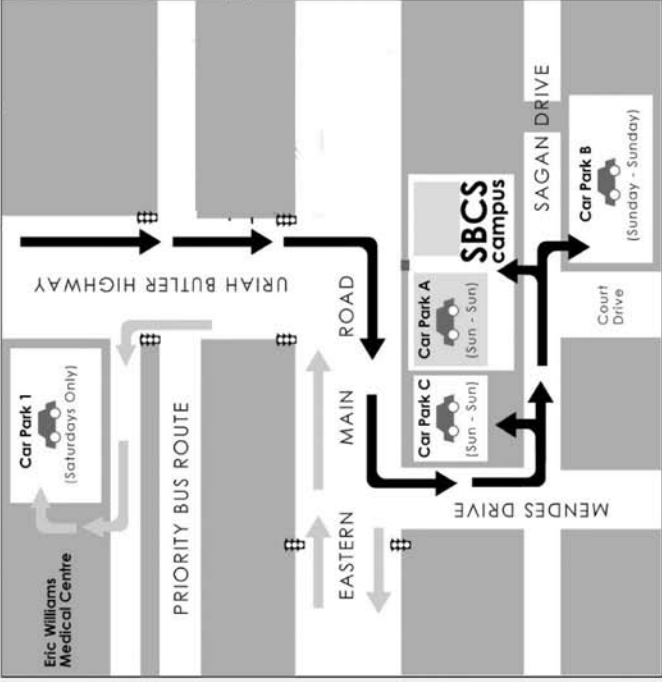 Car Park 1
(Saturdays Only)
Eric Williams
Medical Centre
URIAH BUTLER HIGHWAY
PRIORITY BUS ROUTE
EASTERN MAIN ROAD
MENDES DRIVE
SAGAN DRIVE
SBCS
campus
Car Park A
(Sun - Sun)
Car Park C
(Sun - Sun)
Car Park B
(Sunday - Sunday)
Court
Drive